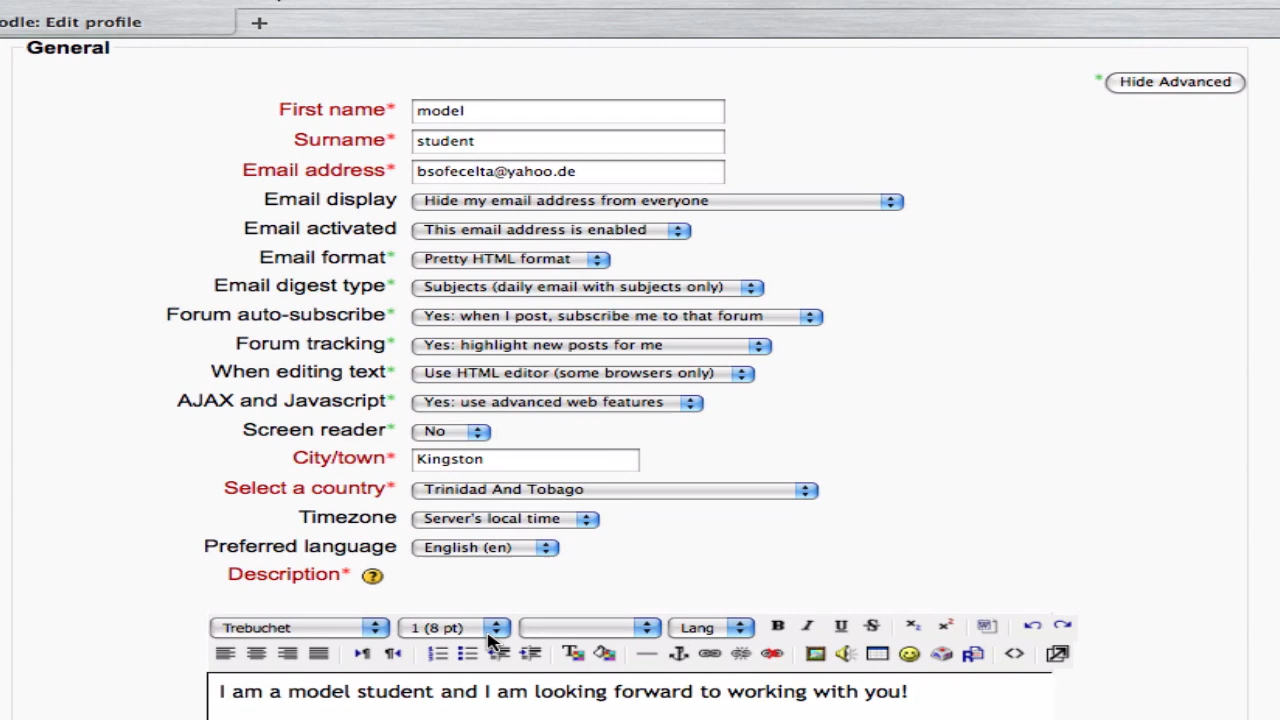 odle: Edit profile +
General
* Hide Advanced
First name* model
Surname* student
Email address* bsofecelta@yahoo.de
Email display Hide my email address from everyone
Email activated This email address is enabled
Email format* Pretty HTML format
Email digest type* Subjects (daily email with subjects only)
Forum auto-subscribe* Yes: when I post, subscribe me to that forum
Forum tracking* Yes: highlight new posts for me
When editing text* Use HTML editor (some browsers only)
AJAX and Javascript* Yes: use advanced web features
Screen reader* No
City/town* Kingston
Select a country* Trinidad And Tobago
Timezone Server's local time
Preferred language English (en)
Description* ?
Trebuchet 1 (8 pt) Lang B I U S x₂ x²
I am a model student and I am looking forward to working with you!